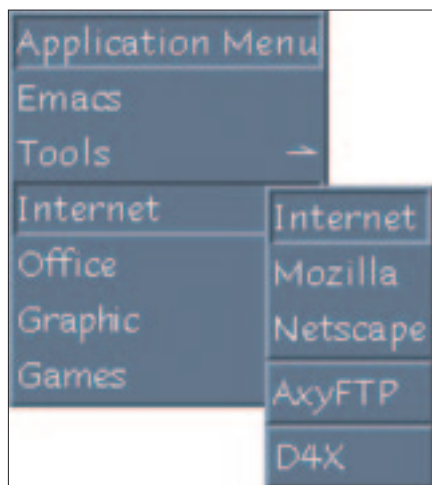 Application Menu
Emacs
Tools
Internet
Office
Graphic
Games
Internet
Mozilla
Netscape
AxyFTP
D4X